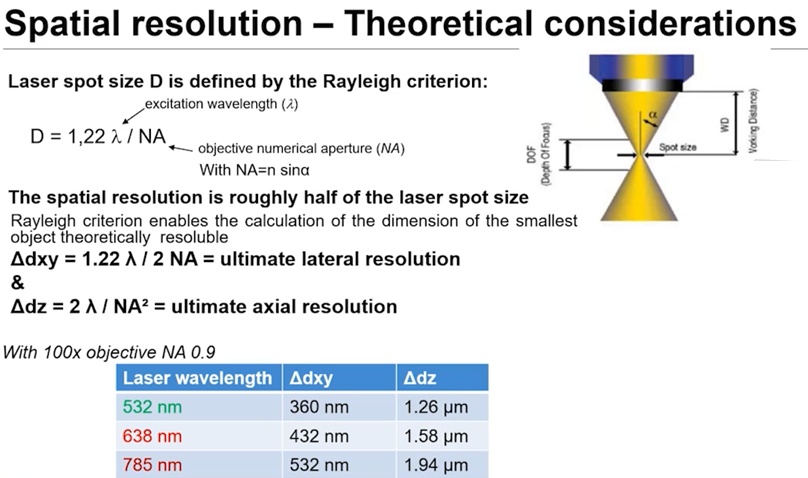 Spatial resolution – Theoretical considerations
Laser spot size D is defined by the Rayleigh criterion:
excitation wavelength (λ)
D = 1,22 λ / NA
objective numerical aperture (NA)
With NA=n sinα
The spatial resolution is roughly half of the laser spot size
Rayleigh criterion enables the calculation of the dimension of the smallest
object theoretically resoluble
Δdxy = 1.22 λ / 2 NA = ultimate lateral resolution
&
Δdz = 2 λ / NA² = ultimate axial resolution
α
WD
Vorking Distance)
Spot size
DOF
(Depth Of Focus)
With 100x objective NA 0.9
Laser wavelength Δdxy Δdz
532 nm 360 nm 1.26 µm
638 nm 432 nm 1.58 µm
785 nm 532 nm 1.94 µm